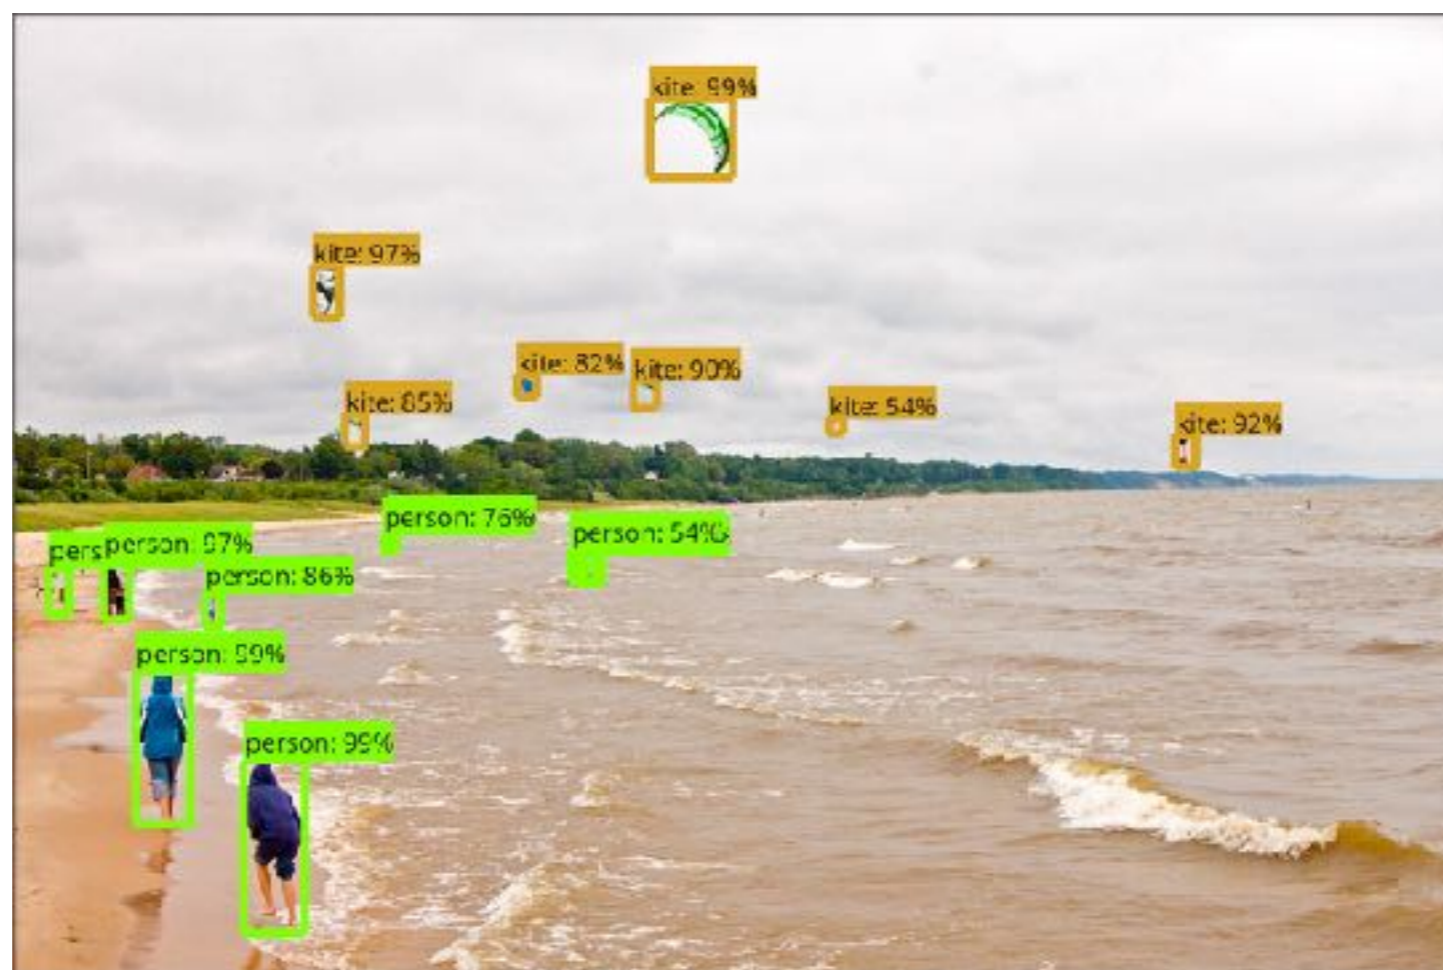 kite: 99%
kite: 97%
kite: 82%
kite: 90%
kite: 85%
kite: 54%
kite: 92%
person: 76%
person: 54%
pers
person: 97%
person: 86%
person: 99%
person: 99%